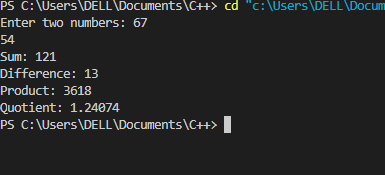 PS C:\Users\DELL\Documents\C++> cd "c:\Users\DELL\Docum
Enter two numbers: 67
54
Sum: 121
Difference: 13
Product: 3618
Quotient: 1.24074
PS C:\Users\DELL\Documents\C++>